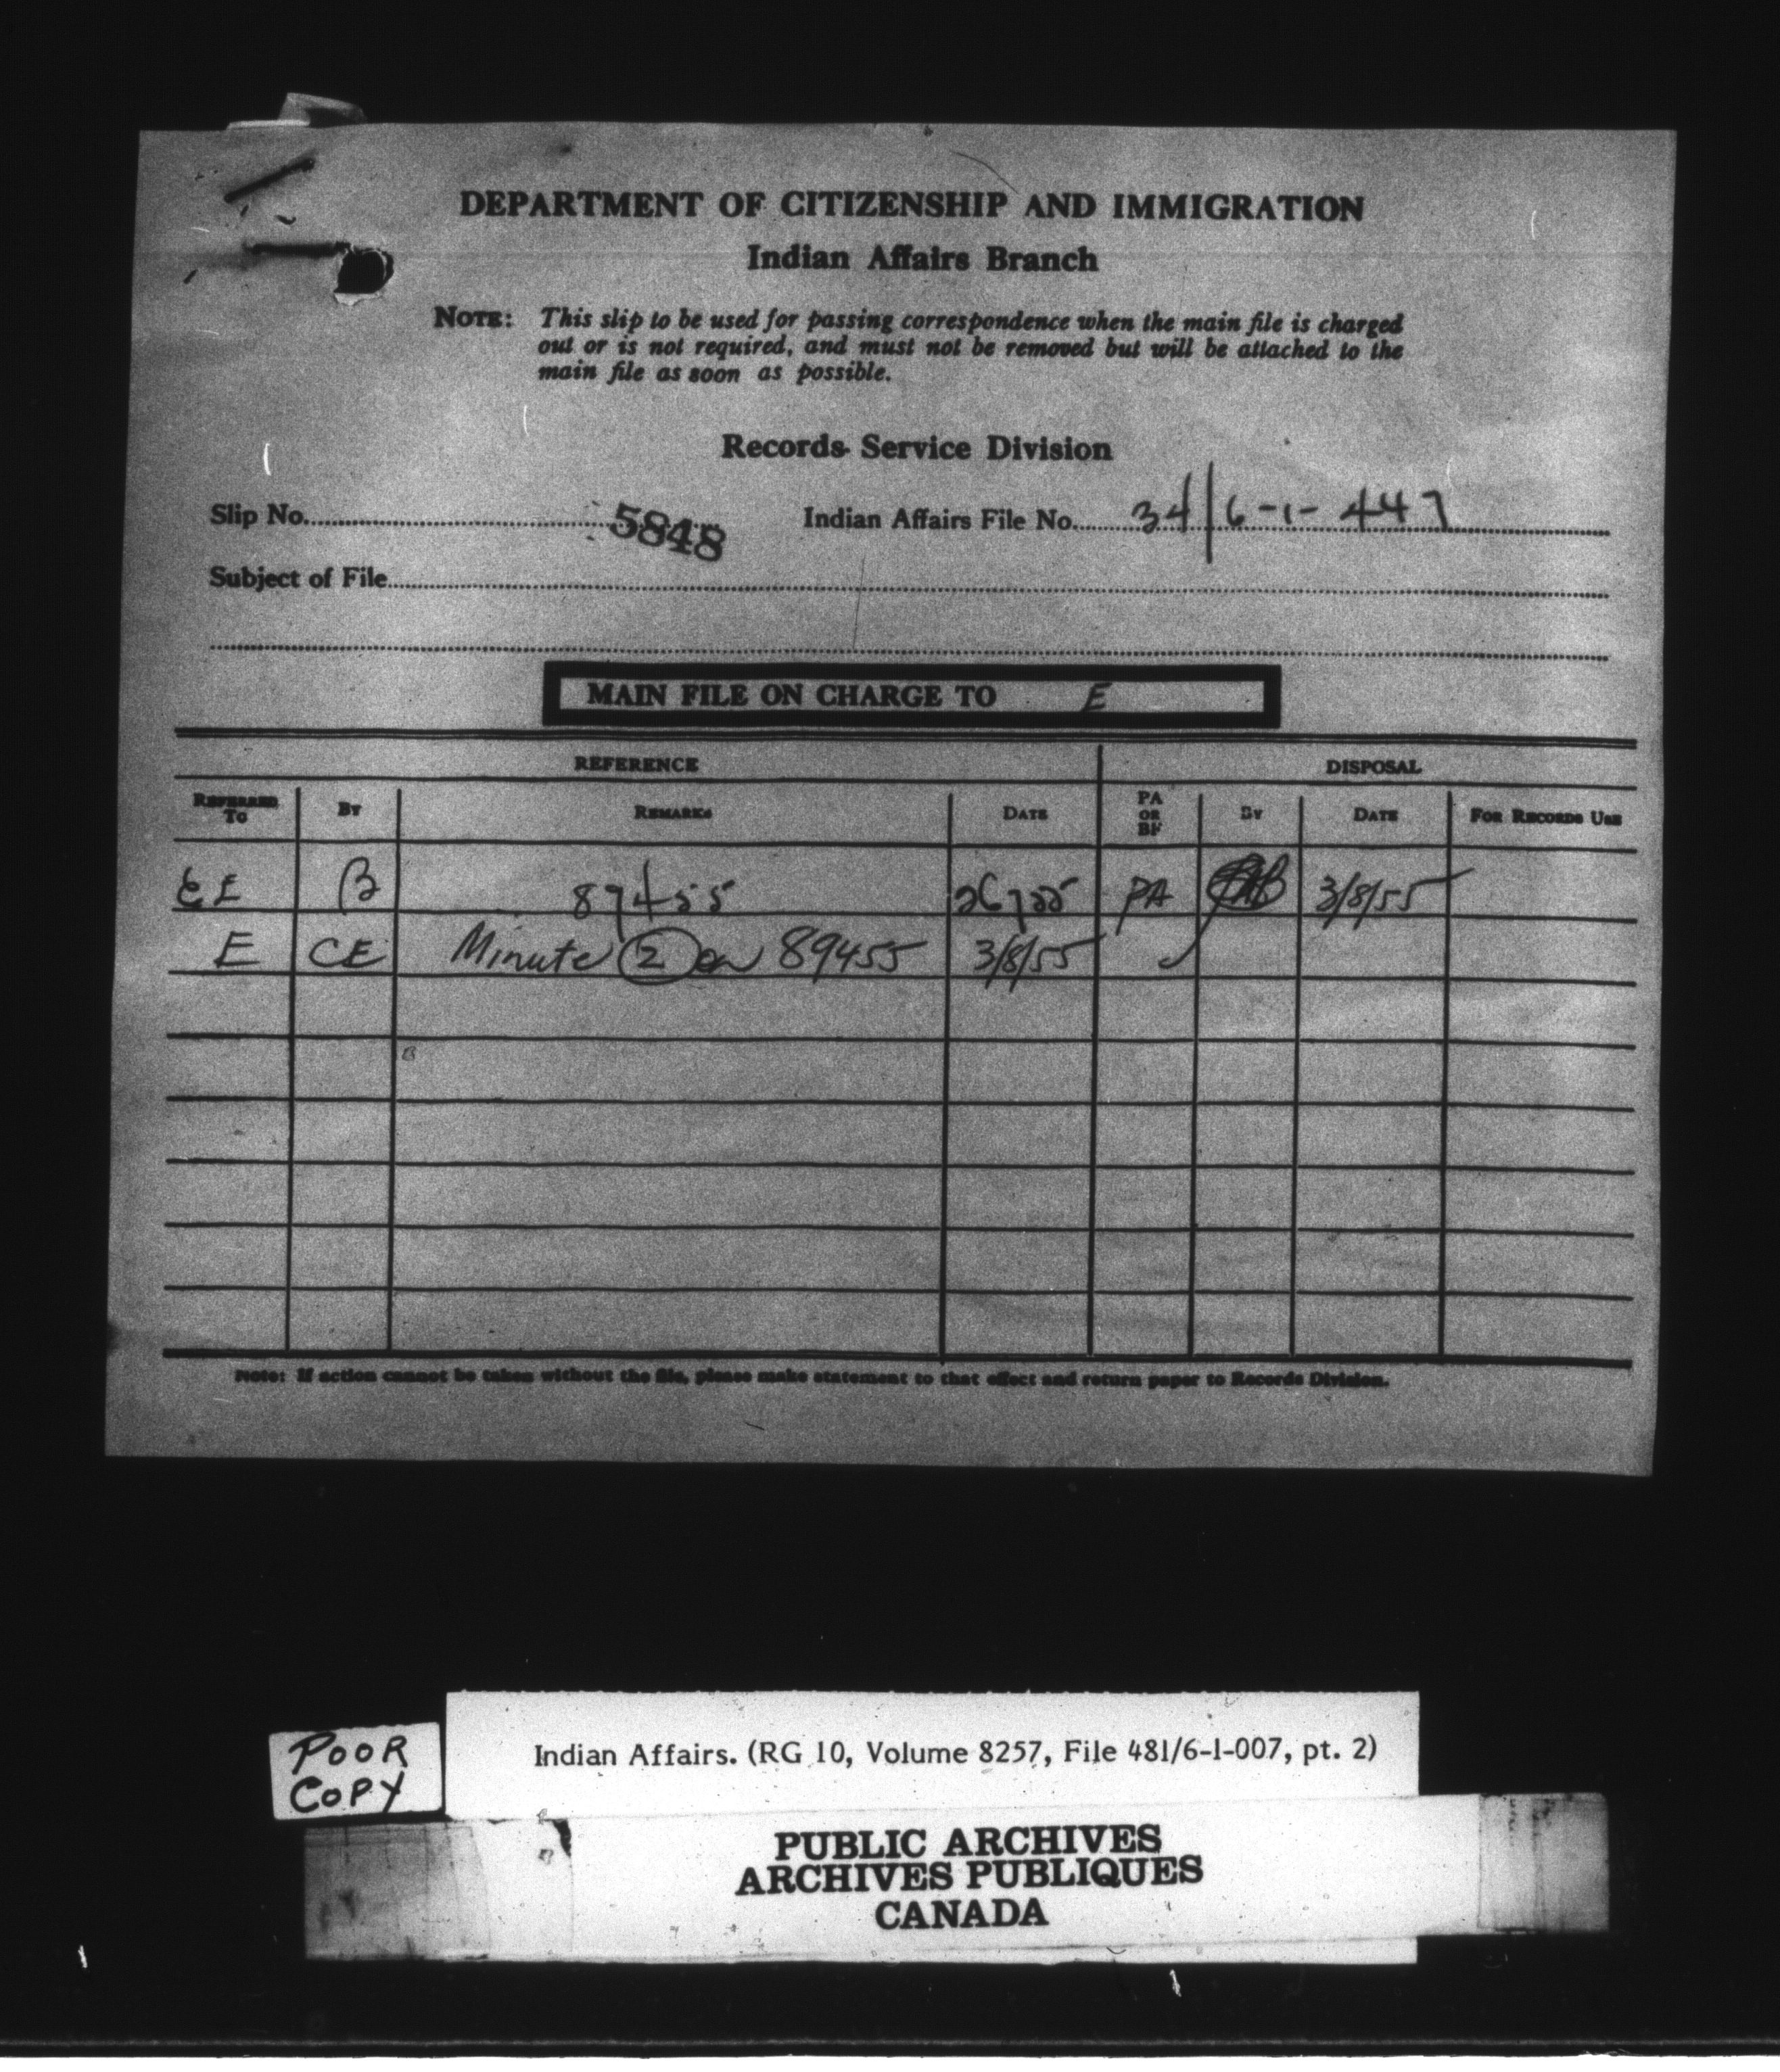 DEPARTMENT OF CITIZENSHIP AND IMMIGRATION
Indian Affairs Branch
NOTE: This slip to be used for passing correspondence when the main file is charged
out or is not required, and must not be removed but will be attached to the
main file as soon as possible.
Records Service Division
Slip No. 5848 Indian Affairs File No. 34/6-1-447
Subject of File
MAIN FILE ON CHARGE TO E
REFERENCE DISPOSAL
REFERRED TO BY REMARKS DATE PA OR BF BY DATE FOR RECORDS USE
CE B 89455 26755 PA 3/8/55
E CE Minute 2 on 89455 3/8/55
Note: If action cannot be taken without the file, please make statement to that effect and return paper to Records Division.
POOR
COPY
Indian Affairs. (RG 10, Volume 8257, File 481/6-1-007, pt. 2)
PUBLIC ARCHIVES
ARCHIVES PUBLIQUES
CANADA